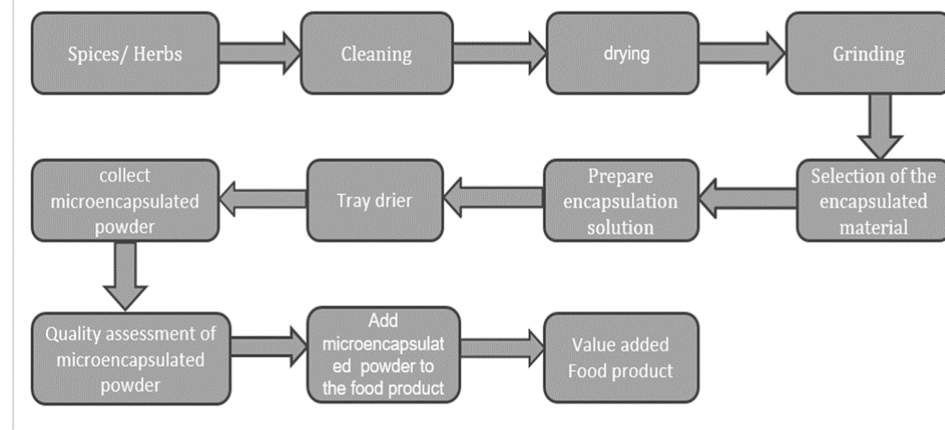 Spices/ Herbs
Cleaning
drying
Grinding
Selection of the
encapsulated
material
Prepare
encapsulation
solution
Tray drier
collect
microencapsulated
powder
Quality assessment of
microencapsulated
powder
Add
microencapsulat
ed powder to
the food product
Value added
Food product